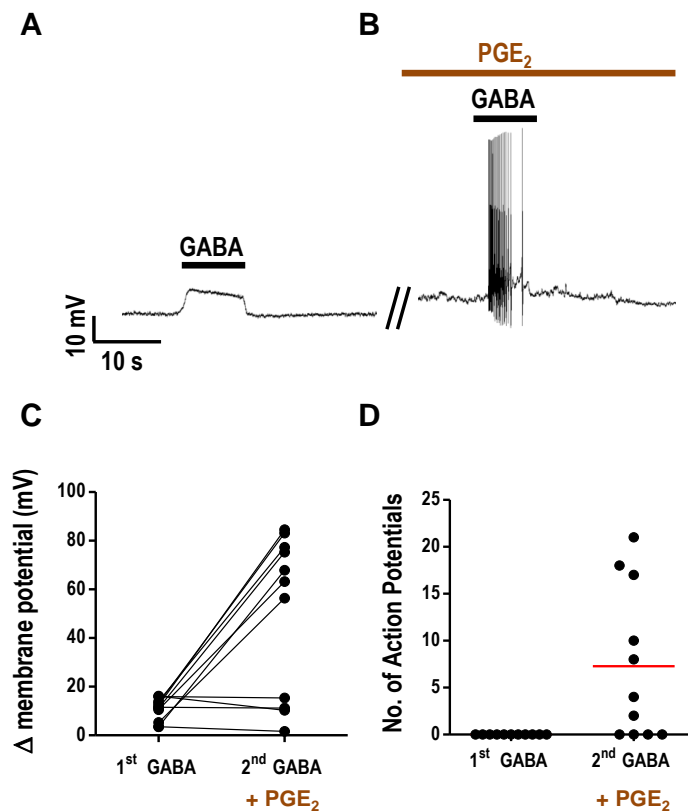 A
B
PGE₂
GABA
GABA
10 mV
10 s
C
D
Δ membrane potential (mV)
100
80
60
40
20
0
1st GABA
2nd GABA
+ PGE₂
No. of Action Potentials
25
20
15
10
5
0
1st GABA
2nd GABA
+ PGE₂